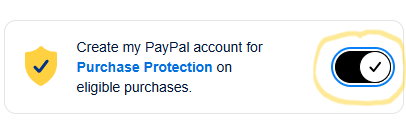 Create my PayPal account for
Purchase Protection on
eligible purchases.